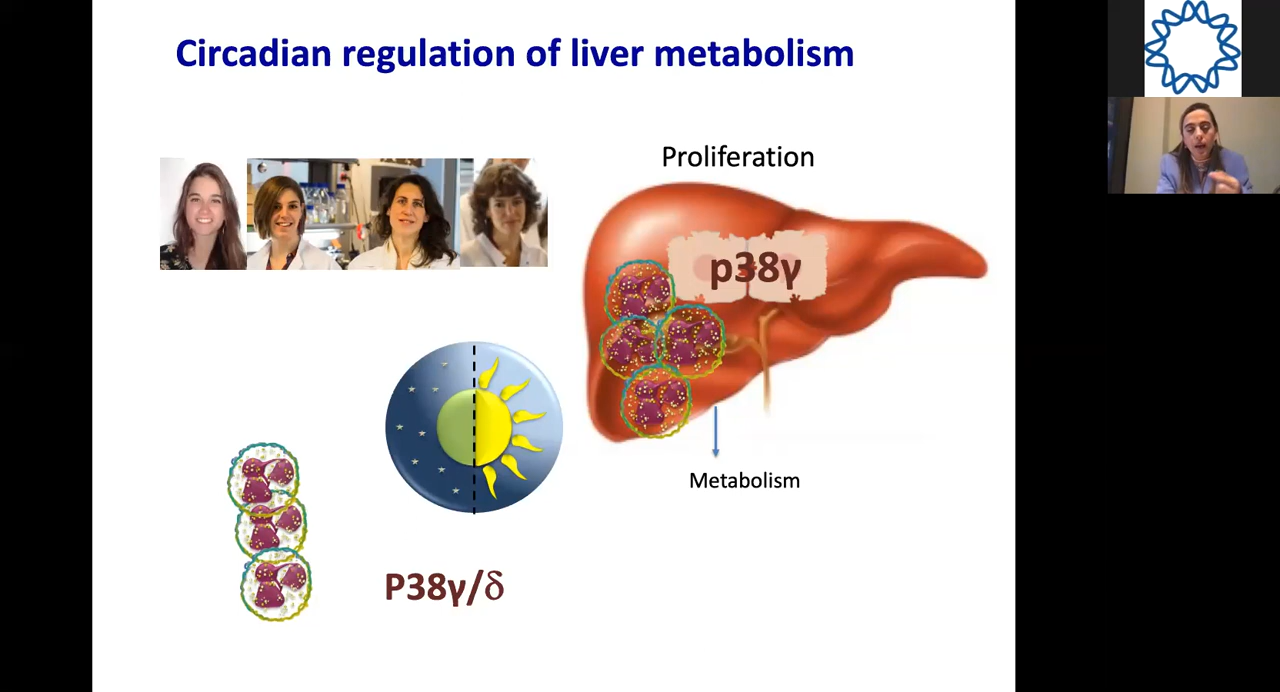 Circadian regulation of liver metabolism
Proliferation
p38γ
Metabolism
P38γ/δ